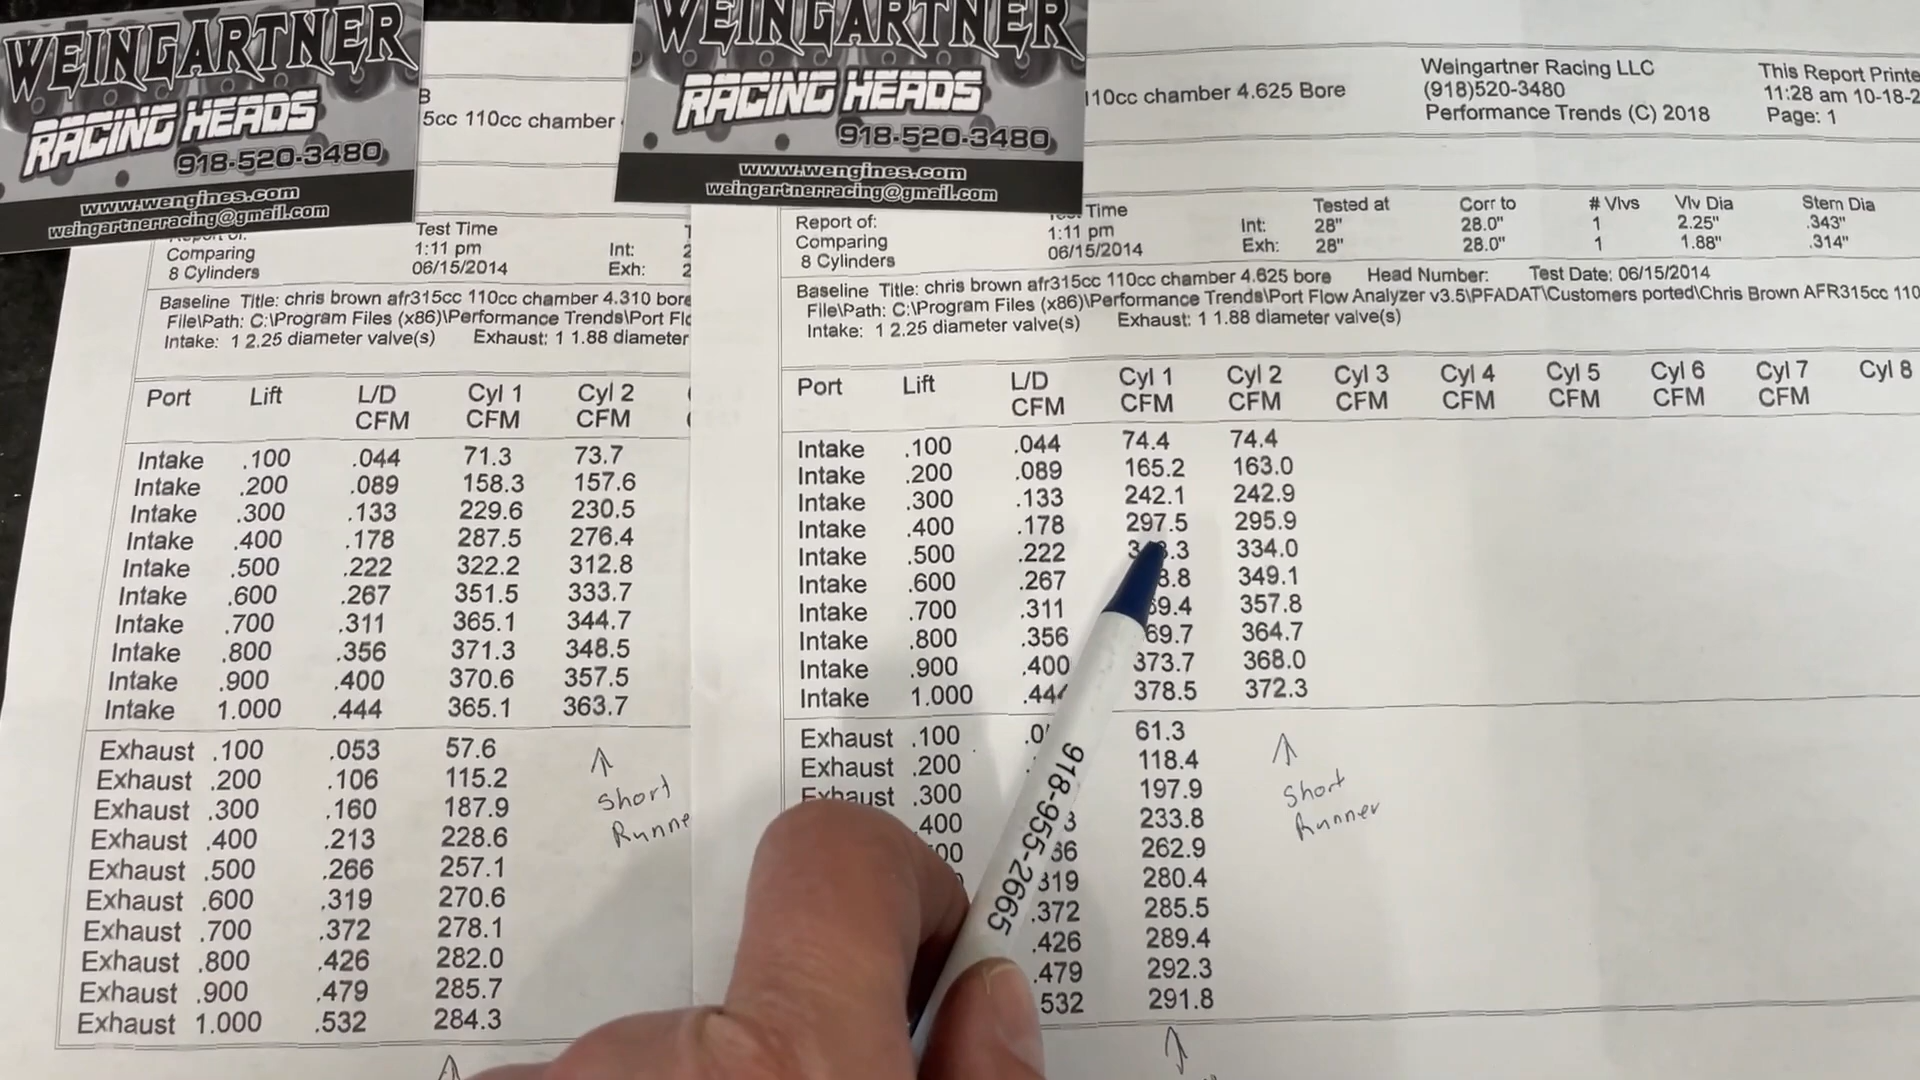 WEINGARTNER
RACING HEADS
918-520-3480
www.wengines.com
weingartnerracing@gmail.com
B
5cc 110cc chamber
Test Time
Comparing 1:11 pm Int:
8 Cylinders 06/15/2014 Exh: 2
Baseline Title: chris brown afr315cc 110cc chamber 4.310 bore
File\Path: C:\Program Files (x86)\Performance Trends\Port Flo
Intake: 1 2.25 diameter valve(s) Exhaust: 1 1.88 diameter
Port Lift L/D Cyl 1 Cyl 2
CFM CFM CFM
Intake .100 .044 71.3 73.7
Intake .200 .089 158.3 157.6
Intake .300 .133 229.6 230.5
Intake .400 .178 287.5 276.4
Intake .500 .222 322.2 312.8
Intake .600 .267 351.5 333.7
Intake .700 .311 365.1 344.7
Intake .800 .356 371.3 348.5
Intake .900 .400 370.6 357.5
Intake 1.000 .444 365.1 363.7
Exhaust .100 .053 57.6
Exhaust .200 .106 115.2
Exhaust .300 .160 187.9
Exhaust .400 .213 228.6
Exhaust .500 .266 257.1
Exhaust .600 .319 270.6
Exhaust .700 .372 278.1
Exhaust .800 .426 282.0
Exhaust .900 .479 285.7
Exhaust 1.000 .532 284.3
Short
Runne
WEINGARTNER
RACING HEADS
918-520-3480
www.wengines.com
weingartnerracing@gmail.com
110cc chamber 4.625 Bore
Weingartner Racing LLC
(918)520-3480
Performance Trends (C) 2018
This Report Printe
11:28 am 10-18-2
Page: 1
Report of: Time Tested at Corr to # Vlvs Vlv Dia Stem Dia
Comparing 1:11 pm Int: 28" 28.0" 1 2.25" .343"
8 Cylinders 06/15/2014 Exh: 28" 28.0" 1 1.88" .314"
Baseline Title: chris brown afr315cc 110cc chamber 4.625 bore Head Number: Test Date: 06/15/2014
File\Path: C:\Program Files (x86)\Performance Trends\Port Flow Analyzer v3.5\PFADAT\Customers ported\Chris Brown AFR315cc 110
Intake: 1 2.25 diameter valve(s) Exhaust: 1 1.88 diameter valve(s)
Port Lift L/D Cyl 1 Cyl 2 Cyl 3 Cyl 4 Cyl 5 Cyl 6 Cyl 7 Cyl 8
CFM CFM CFM CFM CFM CFM CFM CFM
Intake .100 .044 74.4 74.4
Intake .200 .089 165.2 163.0
Intake .300 .133 242.1 242.9
Intake .400 .178 297.5 295.9
Intake .500 .222 334.0
Intake .600 .267 349.1
Intake .700 .311 357.8
Intake .800 .356 364.7
Intake .900 .400 373.7 368.0
Intake 1.000 378.5 372.3
Exhaust .100 61.3
Exhaust .200 118.4
Exhaust .300 197.9
400 233.8
262.9
319 280.4
.372 285.5
.426 289.4
.479 292.3
532 291.8
Short
Runner
918-955-2665